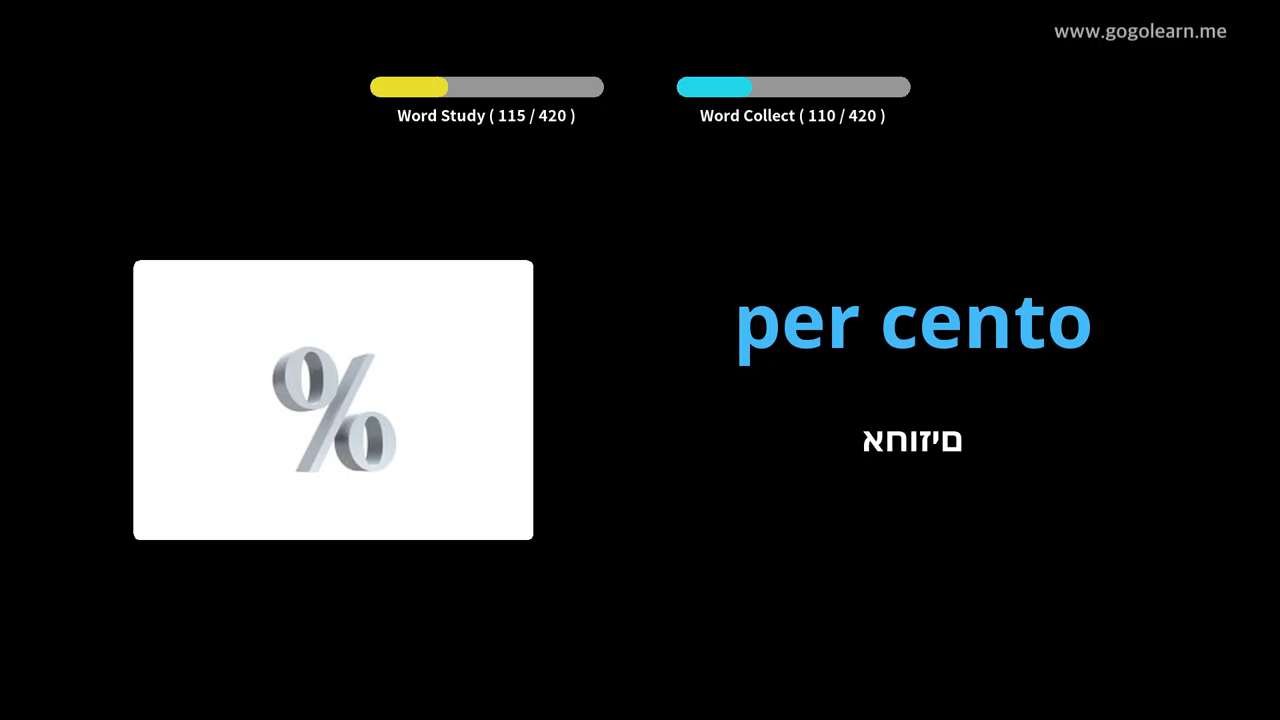 www.gogolearn.me
Word Study ( 115 / 420 )
Word Collect ( 110 / 420 )
%
per cento
אחוזים